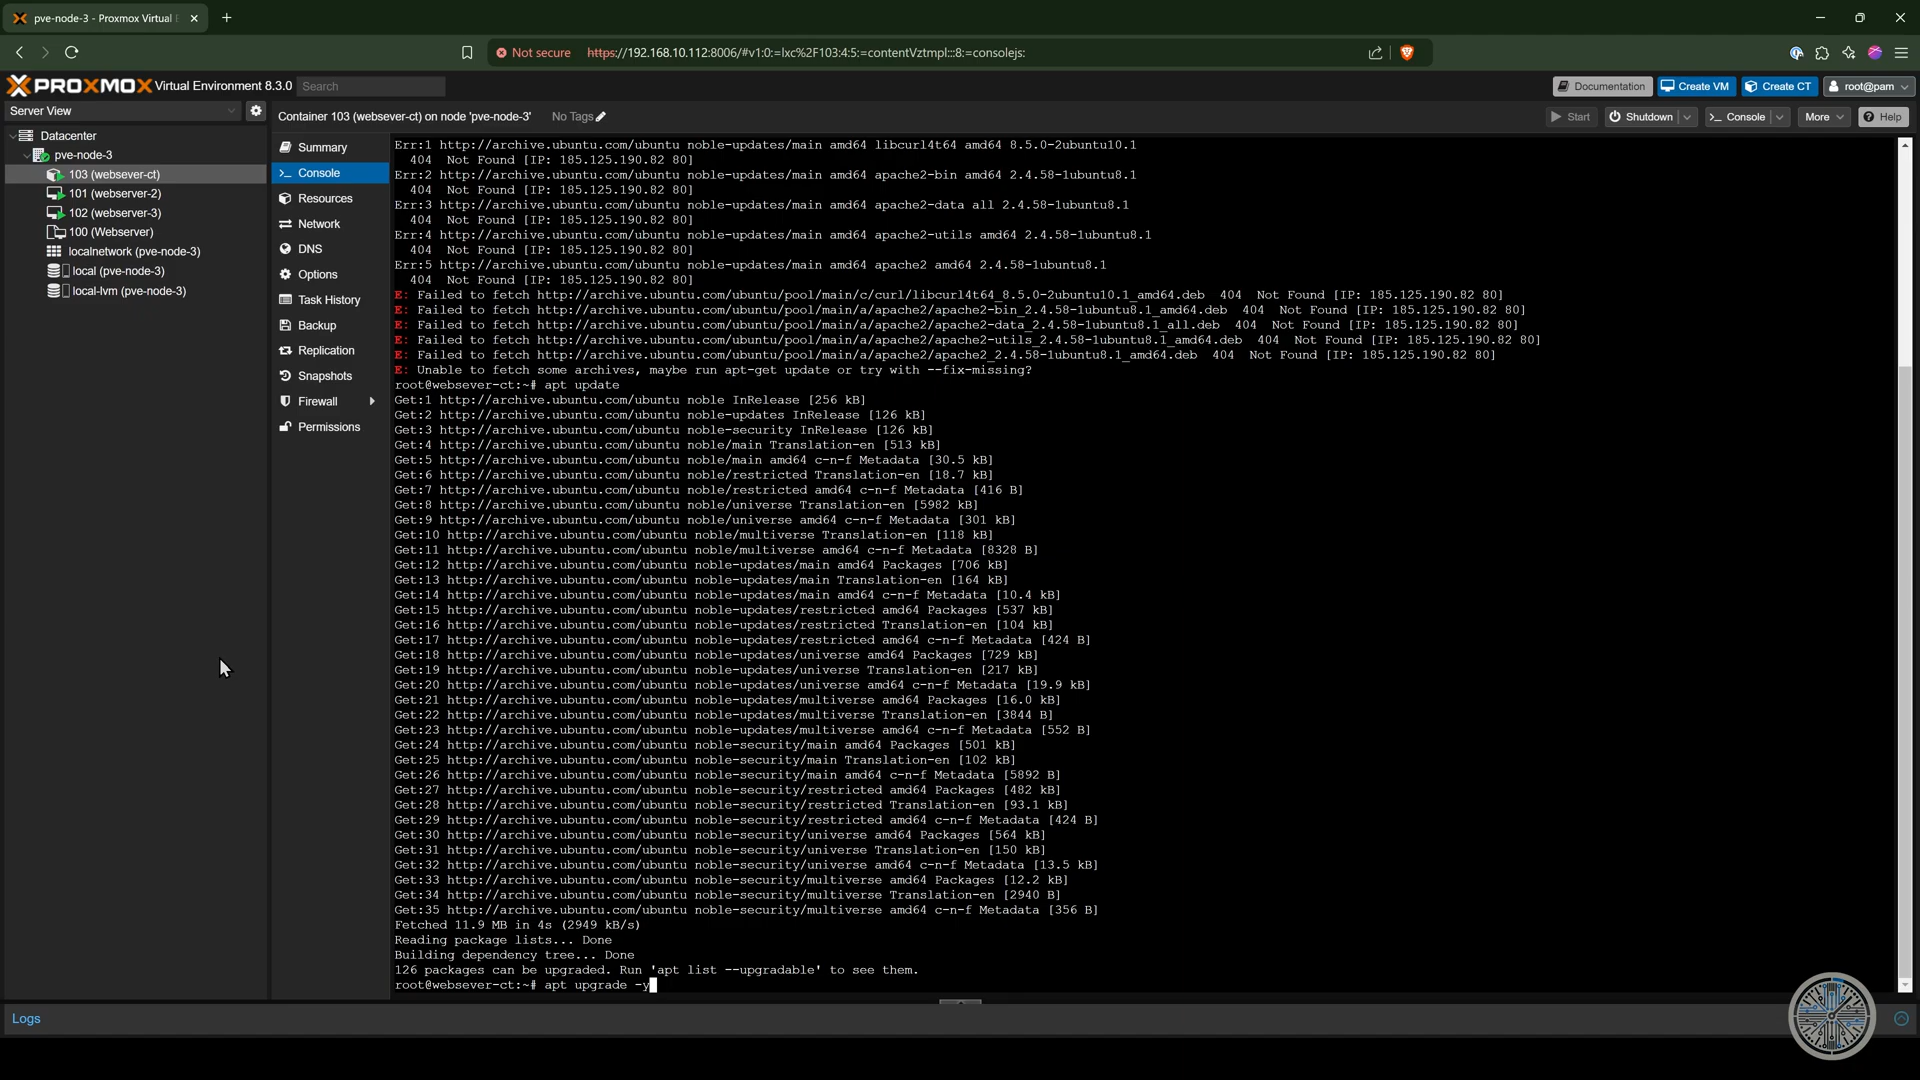 pve-node-3 - Proxmox Virtual E
Not secure https://192.168.10.112:8006/#v1:0:=lxc%2F103:4:5:=contentVztmpl:::8:=consolejs:
PROXMOX Virtual Environment 8.3.0 Search
Documentation Create VM Create CT root@pam
Server View
Container 103 (websever-ct) on node 'pve-node-3' No Tags
Start Shutdown Console More Help
Datacenter
pve-node-3
103 (websever-ct)
101 (webserver-2)
102 (webserver-3)
100 (Webserver)
localnetwork (pve-node-3)
local (pve-node-3)
local-lvm (pve-node-3)
Summary
Console
Resources
Network
DNS
Options
Task History
Backup
Replication
Snapshots
Firewall
Permissions
Err:1 http://archive.ubuntu.com/ubuntu noble-updates/main amd64 libcurl4t64 amd64 8.5.0-2ubuntu10.1
404 Not Found [IP: 185.125.190.82 80]
Err:2 http://archive.ubuntu.com/ubuntu noble-updates/main amd64 apache2-bin amd64 2.4.58-1ubuntu8.1
404 Not Found [IP: 185.125.190.82 80]
Err:3 http://archive.ubuntu.com/ubuntu noble-updates/main amd64 apache2-data all 2.4.58-1ubuntu8.1
404 Not Found [IP: 185.125.190.82 80]
Err:4 http://archive.ubuntu.com/ubuntu noble-updates/main amd64 apache2-utils amd64 2.4.58-1ubuntu8.1
404 Not Found [IP: 185.125.190.82 80]
Err:5 http://archive.ubuntu.com/ubuntu noble-updates/main amd64 apache2 amd64 2.4.58-1ubuntu8.1
404 Not Found [IP: 185.125.190.82 80]
E: Failed to fetch http://archive.ubuntu.com/ubuntu/pool/main/c/curl/libcurl4t64_8.5.0-2ubuntu10.1_amd64.deb 404 Not Found [IP: 185.125.190.82 80]
E: Failed to fetch http://archive.ubuntu.com/ubuntu/pool/main/a/apache2/apache2-bin_2.4.58-1ubuntu8.1_amd64.deb 404 Not Found [IP: 185.125.190.82 80]
E: Failed to fetch http://archive.ubuntu.com/ubuntu/pool/main/a/apache2/apache2-data_2.4.58-1ubuntu8.1_all.deb 404 Not Found [IP: 185.125.190.82 80]
E: Failed to fetch http://archive.ubuntu.com/ubuntu/pool/main/a/apache2/apache2-utils_2.4.58-1ubuntu8.1_amd64.deb 404 Not Found [IP: 185.125.190.82 80]
E: Failed to fetch http://archive.ubuntu.com/ubuntu/pool/main/a/apache2/apache2_2.4.58-1ubuntu8.1_amd64.deb 404 Not Found [IP: 185.125.190.82 80]
E: Unable to fetch some archives, maybe run apt-get update or try with --fix-missing?
root@websever-ct:~# apt update
Get:1 http://archive.ubuntu.com/ubuntu noble InRelease [256 kB]
Get:2 http://archive.ubuntu.com/ubuntu noble-updates InRelease [126 kB]
Get:3 http://archive.ubuntu.com/ubuntu noble-security InRelease [126 kB]
Get:4 http://archive.ubuntu.com/ubuntu noble/main Translation-en [513 kB]
Get:5 http://archive.ubuntu.com/ubuntu noble/main amd64 c-n-f Metadata [30.5 kB]
Get:6 http://archive.ubuntu.com/ubuntu noble/restricted Translation-en [18.7 kB]
Get:7 http://archive.ubuntu.com/ubuntu noble/restricted amd64 c-n-f Metadata [416 B]
Get:8 http://archive.ubuntu.com/ubuntu noble/universe Translation-en [5982 kB]
Get:9 http://archive.ubuntu.com/ubuntu noble/universe amd64 c-n-f Metadata [301 kB]
Get:10 http://archive.ubuntu.com/ubuntu noble/multiverse Translation-en [118 kB]
Get:11 http://archive.ubuntu.com/ubuntu noble/multiverse amd64 c-n-f Metadata [8328 B]
Get:12 http://archive.ubuntu.com/ubuntu noble-updates/main amd64 Packages [706 kB]
Get:13 http://archive.ubuntu.com/ubuntu noble-updates/main Translation-en [164 kB]
Get:14 http://archive.ubuntu.com/ubuntu noble-updates/main amd64 c-n-f Metadata [10.4 kB]
Get:15 http://archive.ubuntu.com/ubuntu noble-updates/restricted amd64 Packages [537 kB]
Get:16 http://archive.ubuntu.com/ubuntu noble-updates/restricted Translation-en [104 kB]
Get:17 http://archive.ubuntu.com/ubuntu noble-updates/restricted amd64 c-n-f Metadata [424 B]
Get:18 http://archive.ubuntu.com/ubuntu noble-updates/universe amd64 Packages [729 kB]
Get:19 http://archive.ubuntu.com/ubuntu noble-updates/universe Translation-en [217 kB]
Get:20 http://archive.ubuntu.com/ubuntu noble-updates/universe amd64 c-n-f Metadata [19.9 kB]
Get:21 http://archive.ubuntu.com/ubuntu noble-updates/multiverse amd64 Packages [16.0 kB]
Get:22 http://archive.ubuntu.com/ubuntu noble-updates/multiverse Translation-en [3844 B]
Get:23 http://archive.ubuntu.com/ubuntu noble-updates/multiverse amd64 c-n-f Metadata [552 B]
Get:24 http://archive.ubuntu.com/ubuntu noble-security/main amd64 Packages [501 kB]
Get:25 http://archive.ubuntu.com/ubuntu noble-security/main Translation-en [102 kB]
Get:26 http://archive.ubuntu.com/ubuntu noble-security/main amd64 c-n-f Metadata [5892 B]
Get:27 http://archive.ubuntu.com/ubuntu noble-security/restricted amd64 Packages [482 kB]
Get:28 http://archive.ubuntu.com/ubuntu noble-security/restricted Translation-en [93.1 kB]
Get:29 http://archive.ubuntu.com/ubuntu noble-security/restricted amd64 c-n-f Metadata [424 B]
Get:30 http://archive.ubuntu.com/ubuntu noble-security/universe amd64 Packages [564 kB]
Get:31 http://archive.ubuntu.com/ubuntu noble-security/universe Translation-en [150 kB]
Get:32 http://archive.ubuntu.com/ubuntu noble-security/universe amd64 c-n-f Metadata [13.5 kB]
Get:33 http://archive.ubuntu.com/ubuntu noble-security/multiverse amd64 Packages [12.2 kB]
Get:34 http://archive.ubuntu.com/ubuntu noble-security/multiverse Translation-en [2940 B]
Get:35 http://archive.ubuntu.com/ubuntu noble-security/multiverse amd64 c-n-f Metadata [356 B]
Fetched 11.9 MB in 4s (2949 kB/s)
Reading package lists... Done
Building dependency tree... Done
126 packages can be upgraded. Run 'apt list --upgradable' to see them.
root@websever-ct:~# apt upgrade -y
Logs